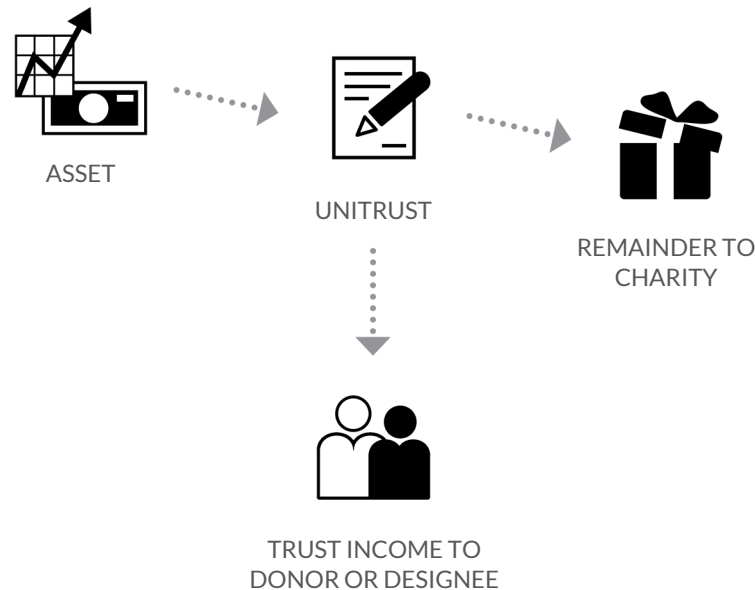 ASSET
UNITRUST
REMAINDER TO
CHARITY
TRUST INCOME TO
DONOR OR DESIGNEE